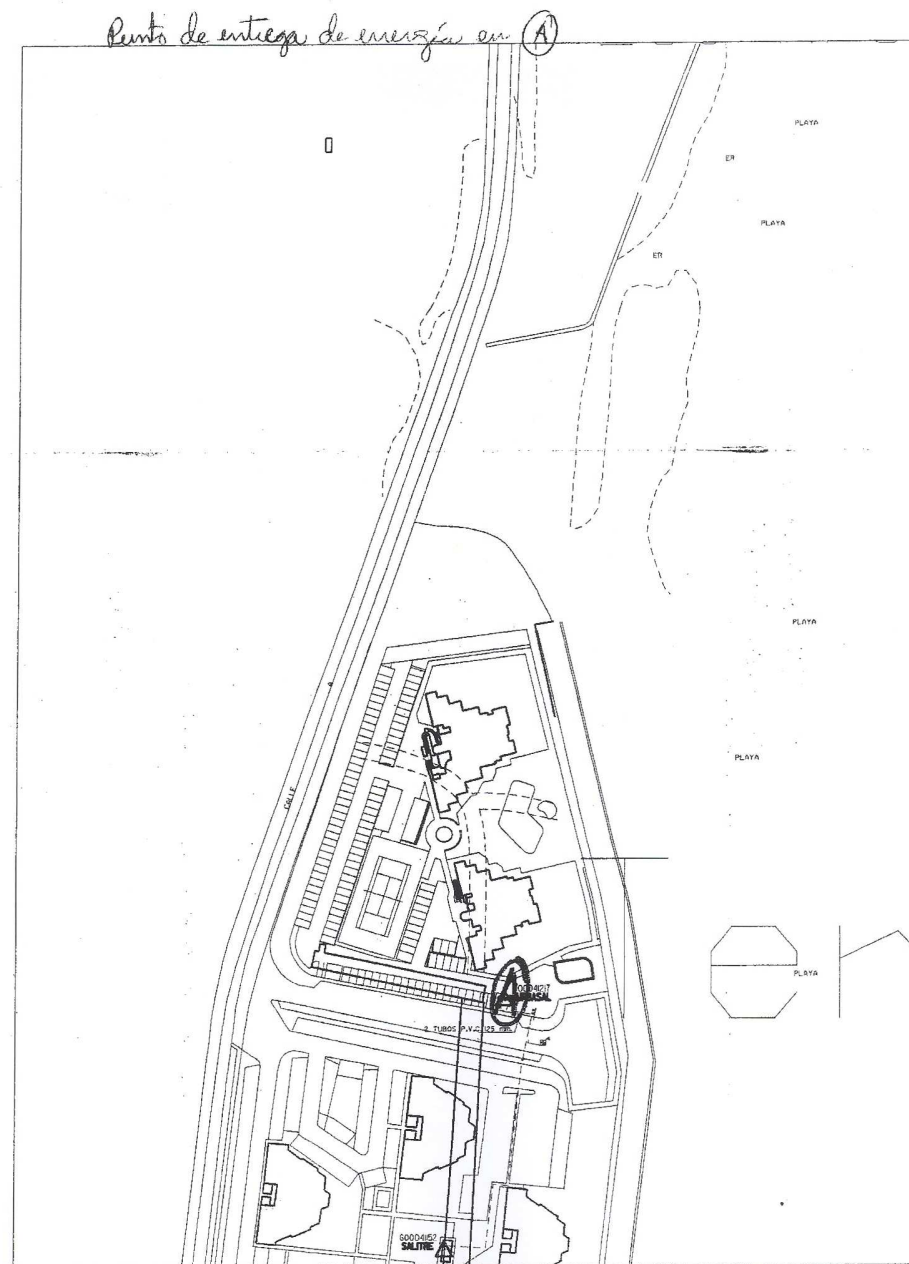 Punto de entrega de energía en A'
PLAYA
ER
PLAYA
ER
PLAYA
PLAYA
CALLE
PLAYA
A
2 TUBOS P.V.C. 125 mm.
60004152
SALITRE